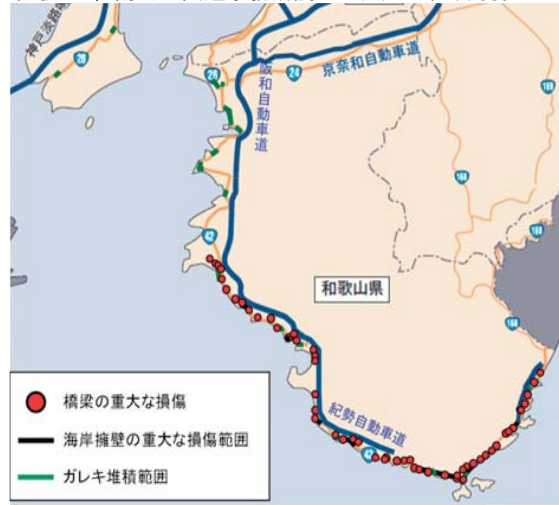 神戸淡路鳴
28
26
24
京奈和自動車道
阪和自動車道
168
168
168
42
和歌山県
168
紀勢自動車道
42
橋梁の重大な損傷
海岸擁壁の重大な損傷範囲
ガレキ堆積範囲